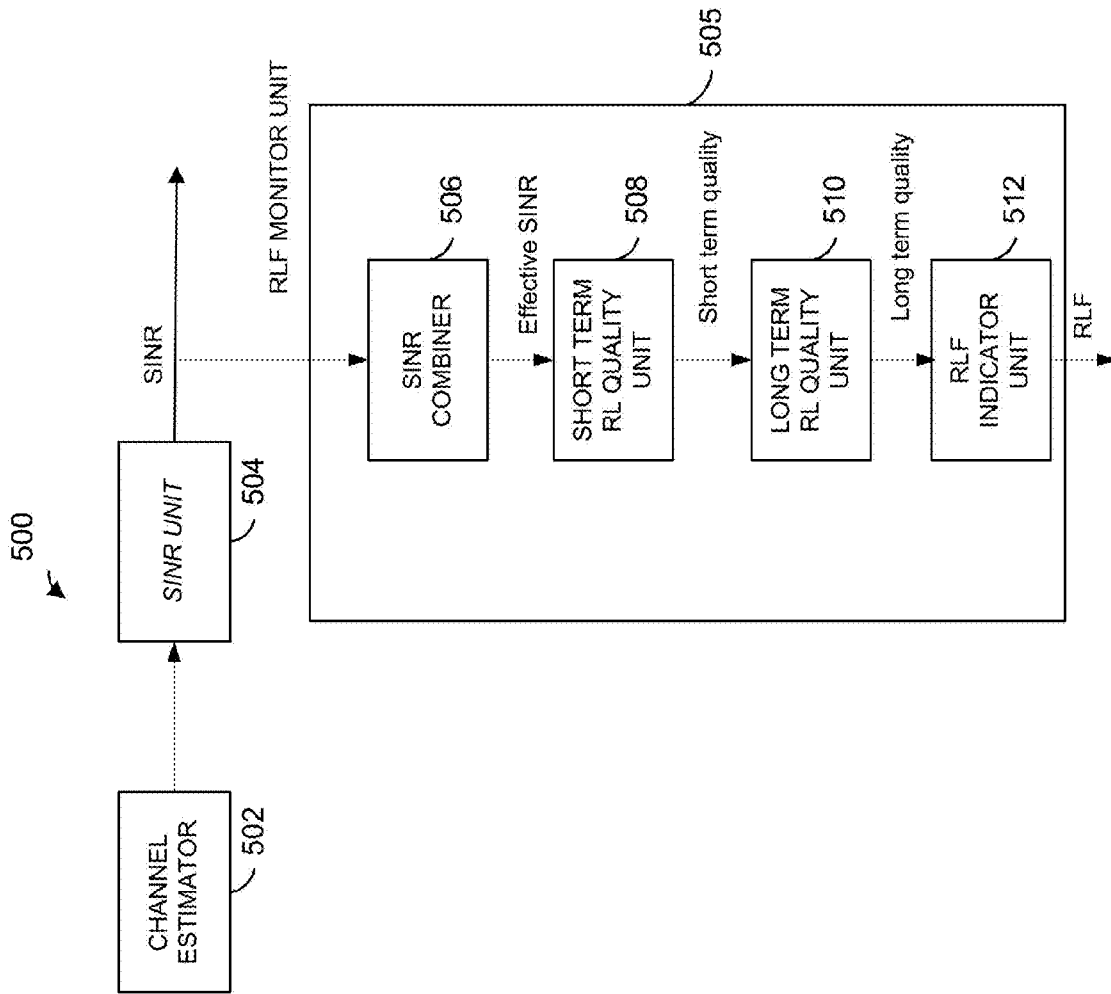 500
CHANNEL
ESTIMATOR
502
SINR UNIT
504
SINR
RLF MONITOR UNIT
505
SINR
COMBINER
506
Effective SINR
SHORT TERM
RL QUALITY
UNIT
508
Short term quality
LONG TERM
RL QUALITY
UNIT
510
Long term quality
RLF
INDICATOR
UNIT
512
RLF